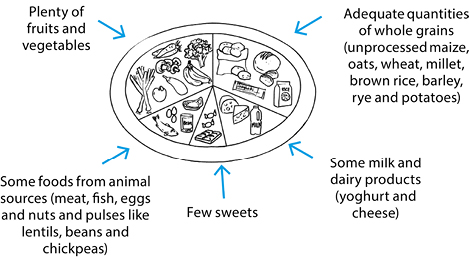 Plenty of
fruits and
vegetables
Adequate quantities
of whole grains
(unprocessed maize,
oats, wheat, millet,
brown rice, barley,
rye and potatoes)
RICE
Some foods from animal
sources (meat, fish, eggs
and nuts and pulses like
lentils, beans and
chickpeas)
Few sweets
Some milk and
dairy products
(yoghurt and
cheese)